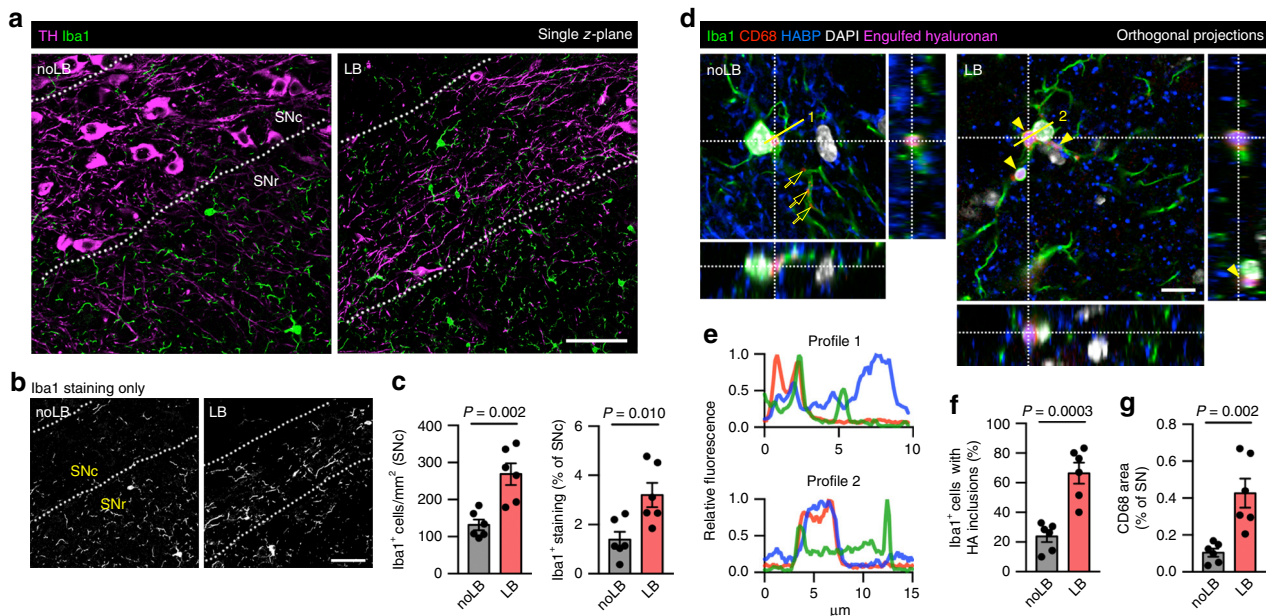 a
TH Iba1 Single z-plane
noLB
SNc
SNr
LB
b
Iba1 staining only
noLB
SNc
SNr
LB
c
P = 0.002
Iba1+ cells/mm2 (SNc)
400
300
200
100
0
noLB LB
P = 0.010
Iba1+ staining (% of SNc)
6
4
2
0
noLB LB
d
Iba1 CD68 HABP DAPI Engulfed hyaluronan Orthogonal projections
noLB
1
LB
2
e
Relative fluorescence
Profile 1
1.0
0.5
0.0
0 5 10
Profile 2
1.0
0.5
0.0
0 5 10 15
μm
f
P = 0.0003
Iba1+ cells with
HA inclusions (%)
100
80
60
40
20
0
noLB LB
g
P = 0.002
CD68 area
(% of SN)
0.8
0.6
0.4
0.2
0.0
noLB LB